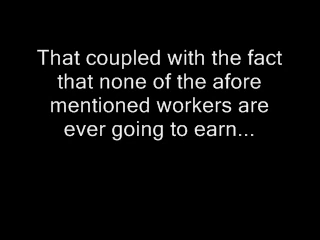 That coupled with the fact
that none of the afore
mentioned workers are
ever going to earn...